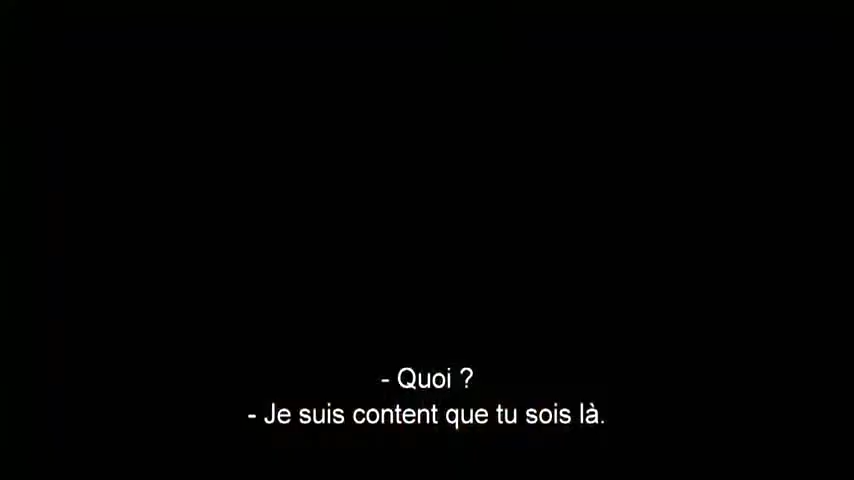 - Quoi ?
- Je suis content que tu sois là.